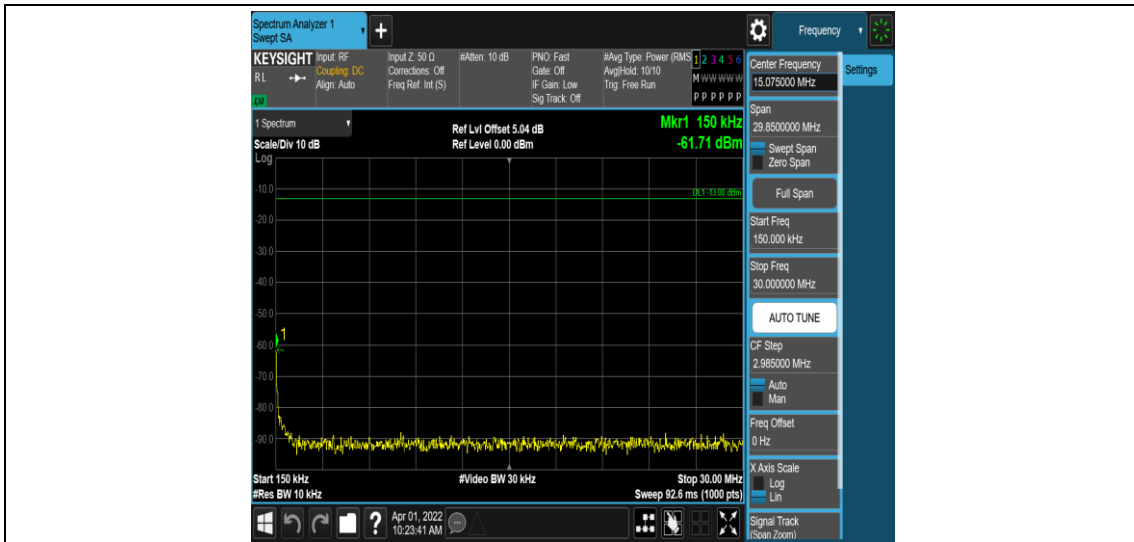 Spectrum Analyzer 1
Swept SA
+
Frequency
KEYSIGHT
RL
LXI
Input: RF
Coupling: DC
Align: Auto
Input Z: 50 Ω
Corrections: Off
Freq Ref: Int (S)
#Atten: 10 dB
PNO: Fast
Gate: Off
IF Gain: Low
Sig Track: Off
#Avg Type: Power (RMS
Avg|Hold: 10/10
Trig: Free Run
1 2 3 4 5 6
M W W W W W
P P P P P P
1 Spectrum
Scale/Div 10 dB
Ref Lvl Offset 5.04 dB
Ref Level 0.00 dBm
Mkr1 150 kHz
-61.71 dBm
Log
-10.0
DL1 -13.00 dBm
-20.0
-30.0
-40.0
-50.0
1
-60.0
-70.0
-80.0
-90.0
Start 150 kHz
#Video BW 30 kHz
Stop 30.00 MHz
#Res BW 10 kHz
Sweep 92.6 ms (1000 pts)
?
Apr 01, 2022
10:23:41 AM
Center Frequency
15.075000 MHz
Settings
Span
29.8500000 MHz
Swept Span
Zero Span
Full Span
Start Freq
150.000 kHz
Stop Freq
30.000000 MHz
AUTO TUNE
CF Step
2.985000 MHz
Auto
Man
Freq Offset
0 Hz
X Axis Scale
Log
Lin
Signal Track
(Span Zoom)